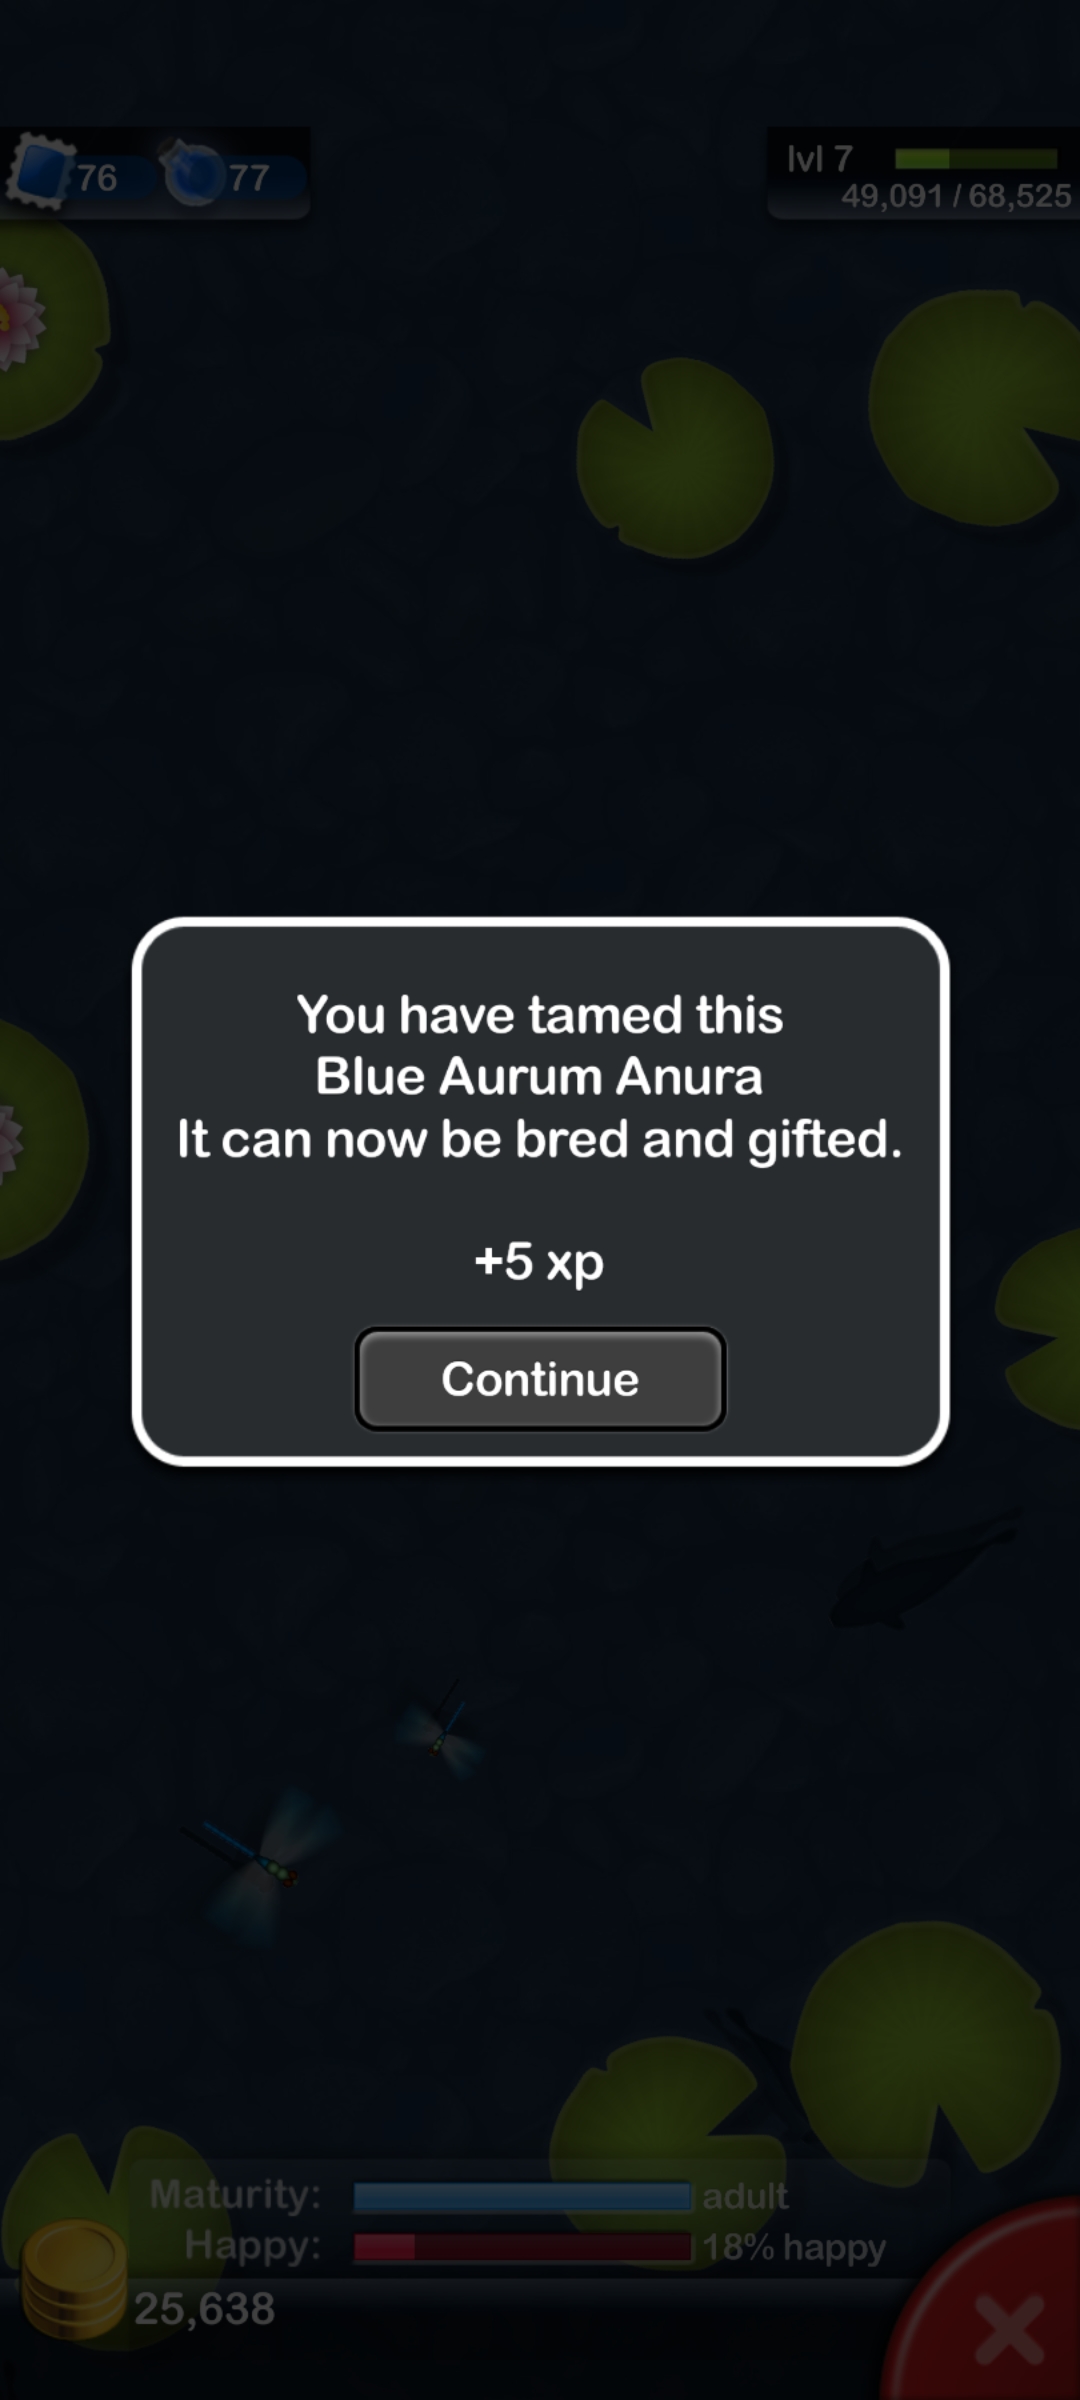 76
77
lvl 7
49,091 / 68,525
You have tamed this
Blue Aurum Anura
It can now be bred and gifted.
+5 xp
Continue
Maturity: adult
Happy: 18% happy
25,638